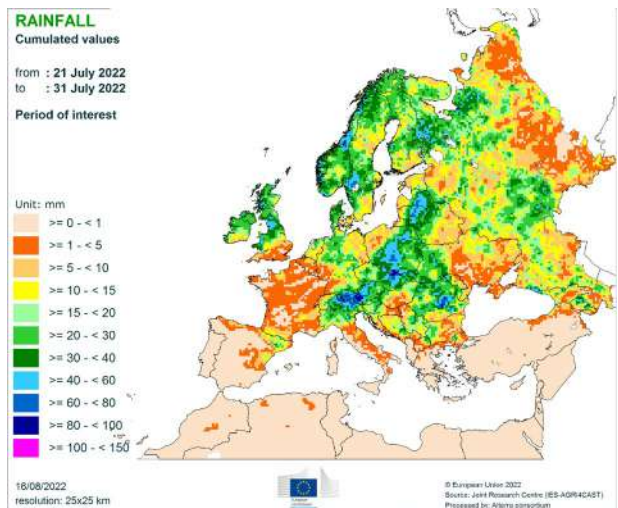 RAINFALL
Cumulated values
from : 21 July 2022
to : 31 July 2022
Period of interest
Unit: mm
>= 0 - < 1
>= 1 - < 5
>= 5 - < 10
>= 10 - < 15
>= 15 - < 20
>= 20 - < 30
>= 30 - < 40
>= 40 - < 60
>= 60 - < 80
>= 80 - < 100
>= 100 - < 150
16/08/2022
resolution: 25x25 km
© European Union 2022
Source: Joint Research Centre (IES-AGRI4CAST)
Processed by: Alterra consortium